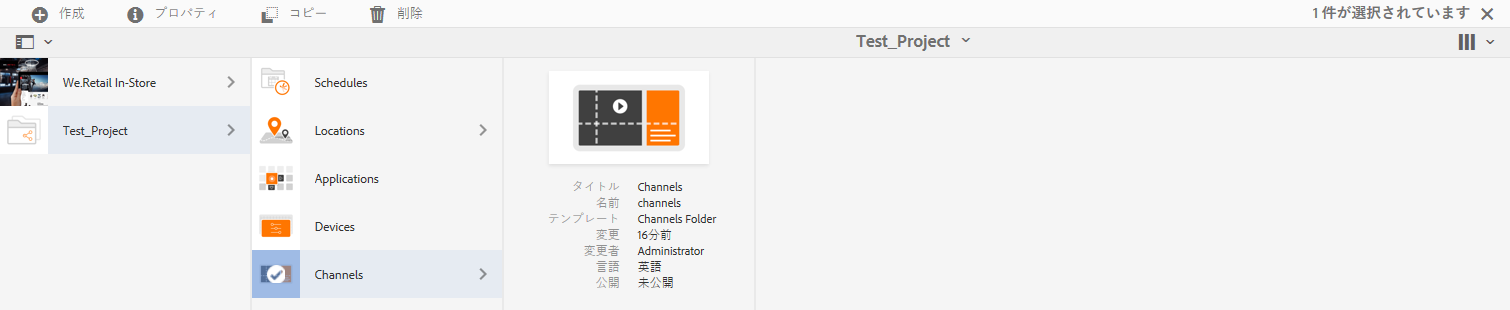 作成 プロパティ コピー 削除 1 件が選択されています
Test_Project
We.Retail In-Store
Test_Project
Schedules
Locations
Applications
Devices
Channels
タイトル Channels
名前 channels
テンプレート Channels Folder
変更 16分前
変更者 Administrator
言語 英語
公開 未公開